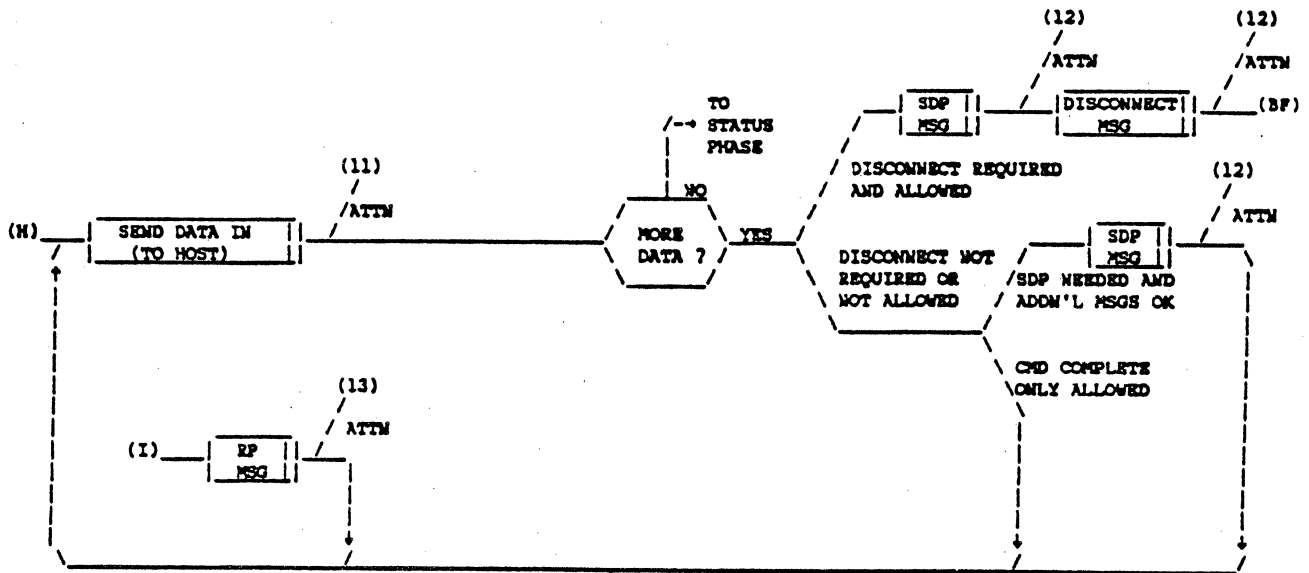 (12)
(12)
ATTN
ATTN
TO
STATUS
PHASE
SDP
MSG
DISCONNECT
MSG
(BF)
(11)
ATTN
NO
DISCONNECT REQUIRED
AND ALLOWED
(12)
ATTN
(H)
SEND DATA IN
(TO HOST)
MORE
DATA ?
YES
DISCONNECT NOT
REQUIRED OR
NOT ALLOWED
SDP
MSG
SDP NEEDED AND
ADDN'L MSGS OK
CMD COMPLETE
ONLY ALLOWED
(13)
ATTN
(I)
RP
MSG